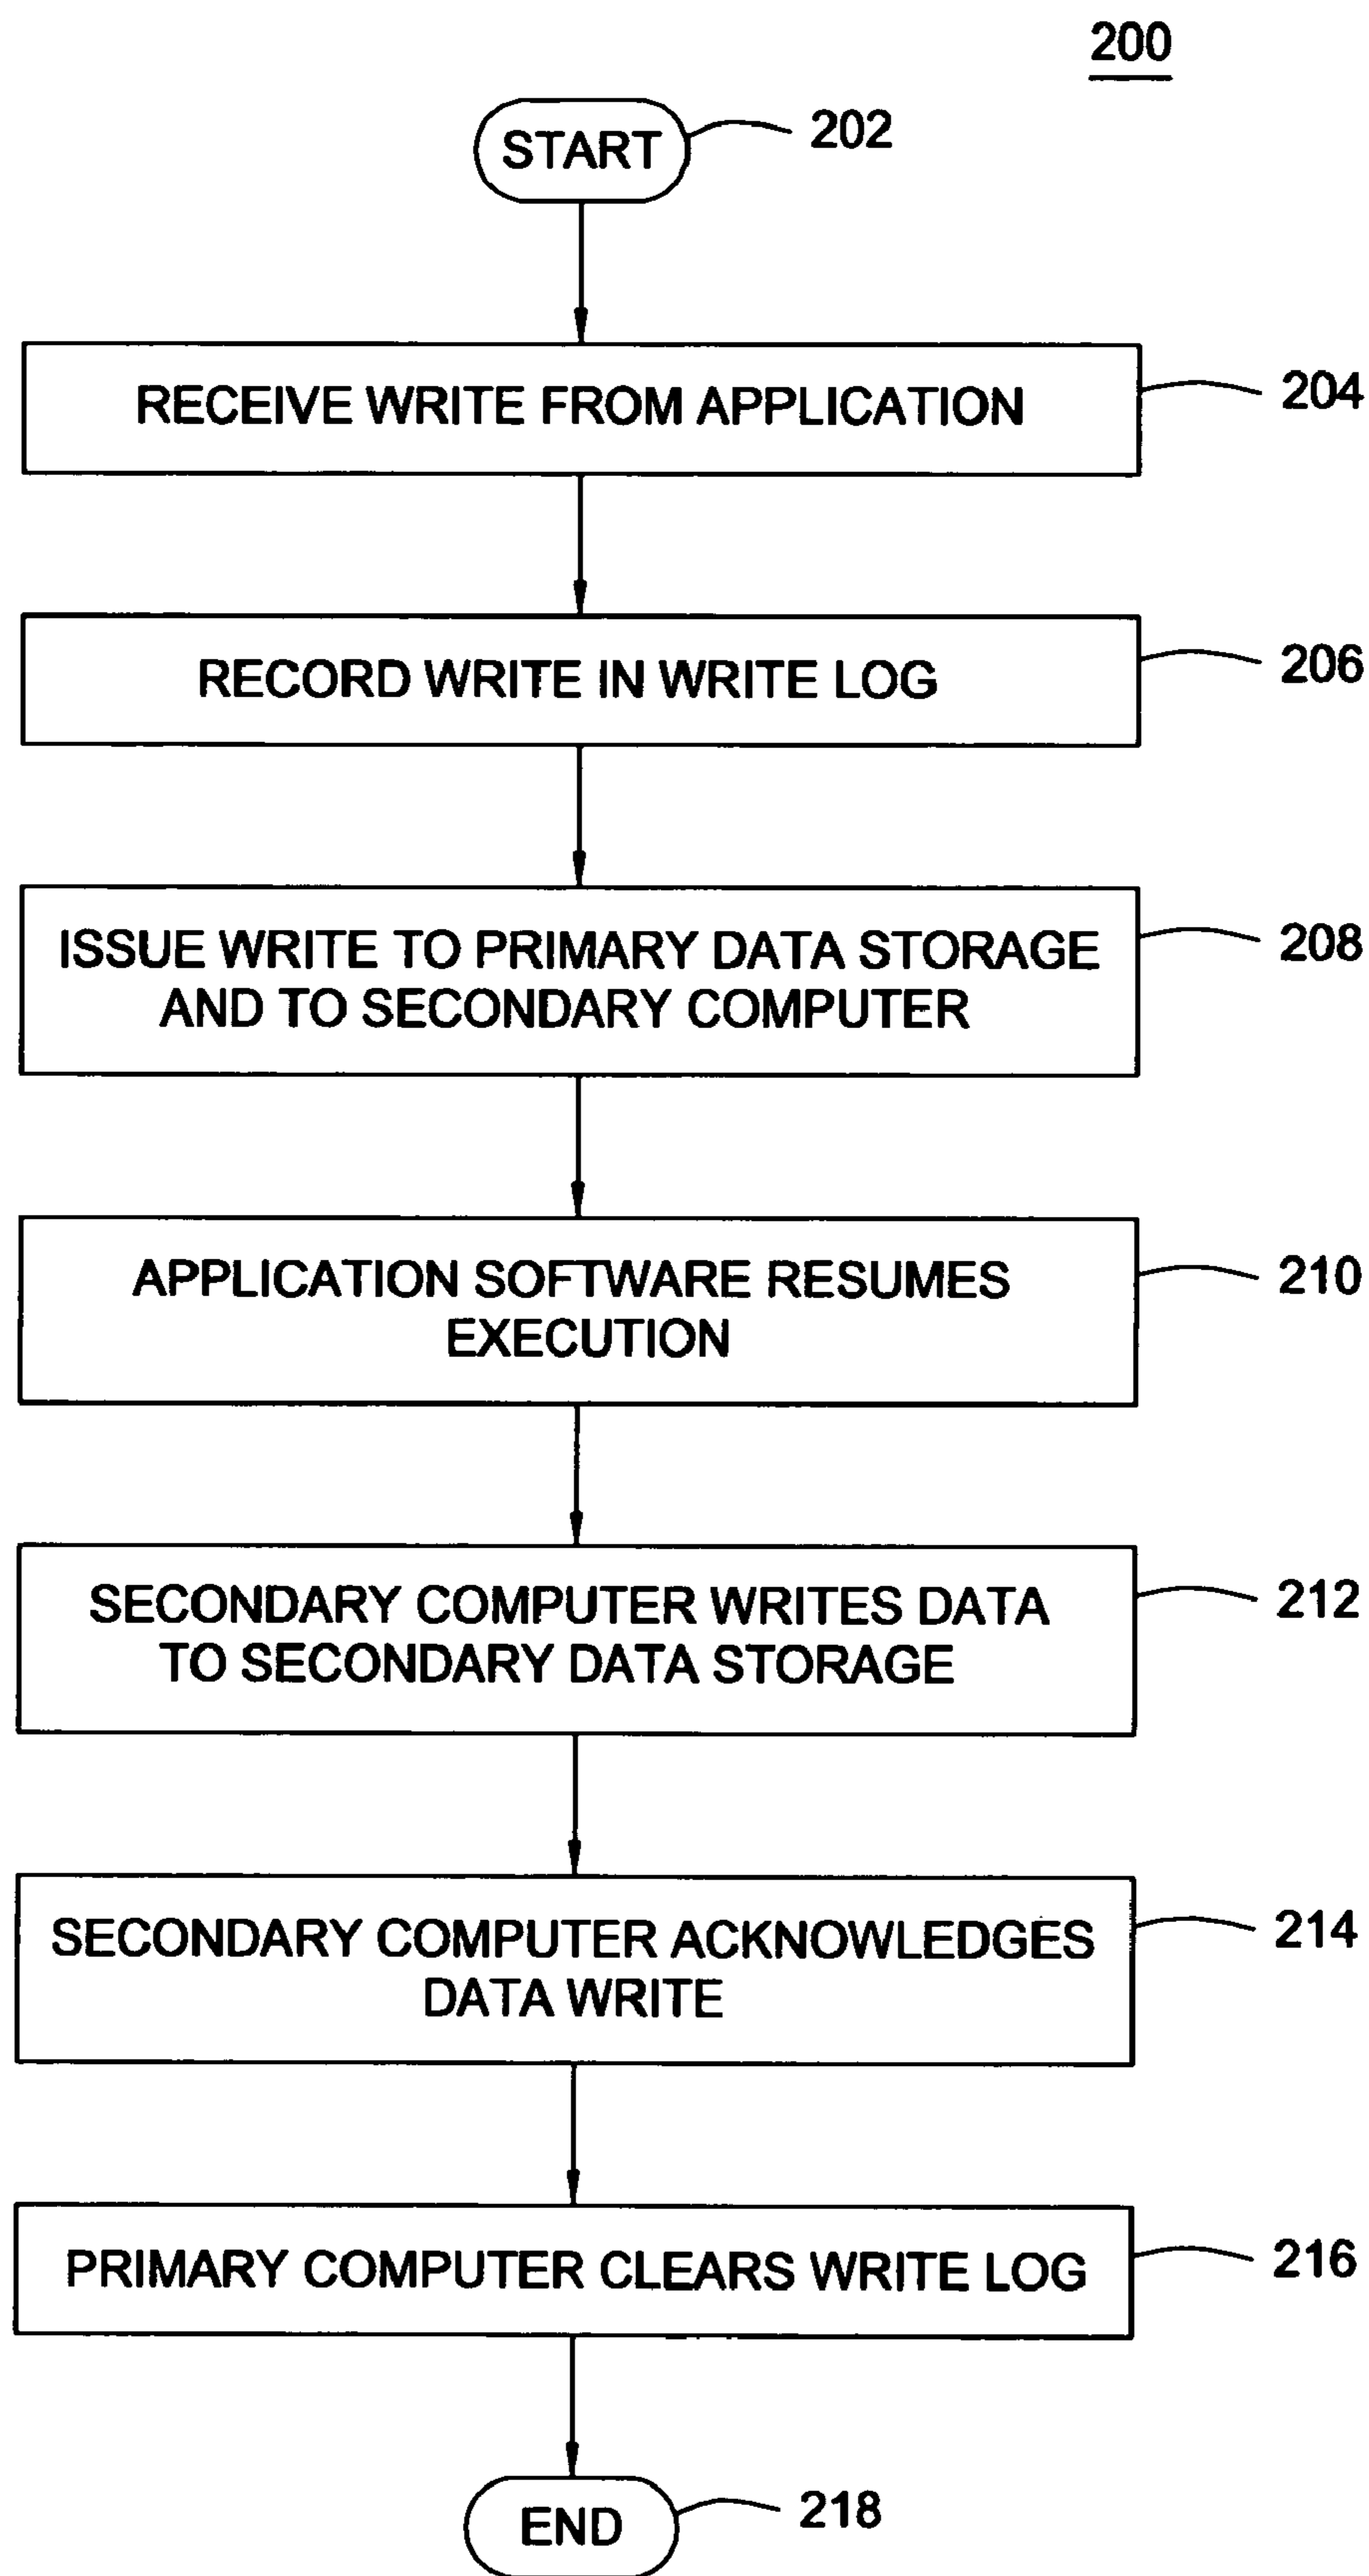 200
START
202
RECEIVE WRITE FROM APPLICATION
204
RECORD WRITE IN WRITE LOG
206
ISSUE WRITE TO PRIMARY DATA STORAGE
AND TO SECONDARY COMPUTER
208
APPLICATION SOFTWARE RESUMES
EXECUTION
210
SECONDARY COMPUTER WRITES DATA
TO SECONDARY DATA STORAGE
212
SECONDARY COMPUTER ACKNOWLEDGES
DATA WRITE
214
PRIMARY COMPUTER CLEARS WRITE LOG
216
END
218